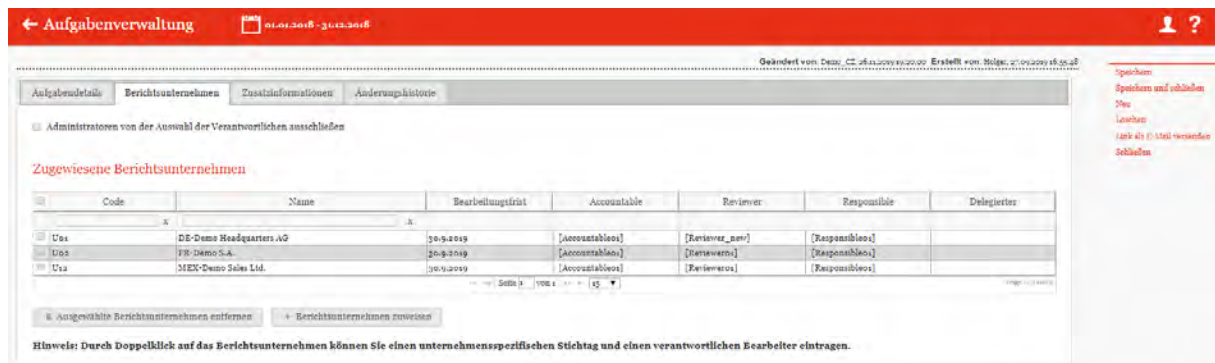 ← Aufgabenverwaltung 01.01.2018 - 31.12.2018 ?
Geändert von: Demo_CZ, 26.11.2019 19:20:00 Erstellt von: Holger, 27.09.2019 16:55:48
Speichern
Speichern und schließen
Neu
Löschen
Link als E-Mail versenden
Schließen
Aufgabendetails Berichtsunternehmen Zusatzinformationen Änderungshistorie
Administratoren von der Auswahl der Verantwortlichen ausschließen
Zugewiesene Berichtsunternehmen
Code Name Bearbeitungsfrist Accountable Reviewer Responsible Delegierter
x x
U01 DE-Demo Headquarters AG 30.9.2019 [Accountable01] [Reviewer_new] [Responsible01]
U02 FR-Demo S.A. 30.9.2019 [Accountable01] [Reviewer01] [Responsible01]
U12 MEX-Demo Sales Ltd. 30.9.2019 [Accountable01] [Reviewer01] [Responsible01]
Seite 1 von 1 15
x Ausgewählte Berichtsunternehmen entfernen + Berichtsunternehmen zuweisen
Hinweis: Durch Doppelklick auf das Berichtsunternehmen können Sie einen unternehmensspezifischen Stichtag und einen verantwortlichen Bearbeiter eintragen.